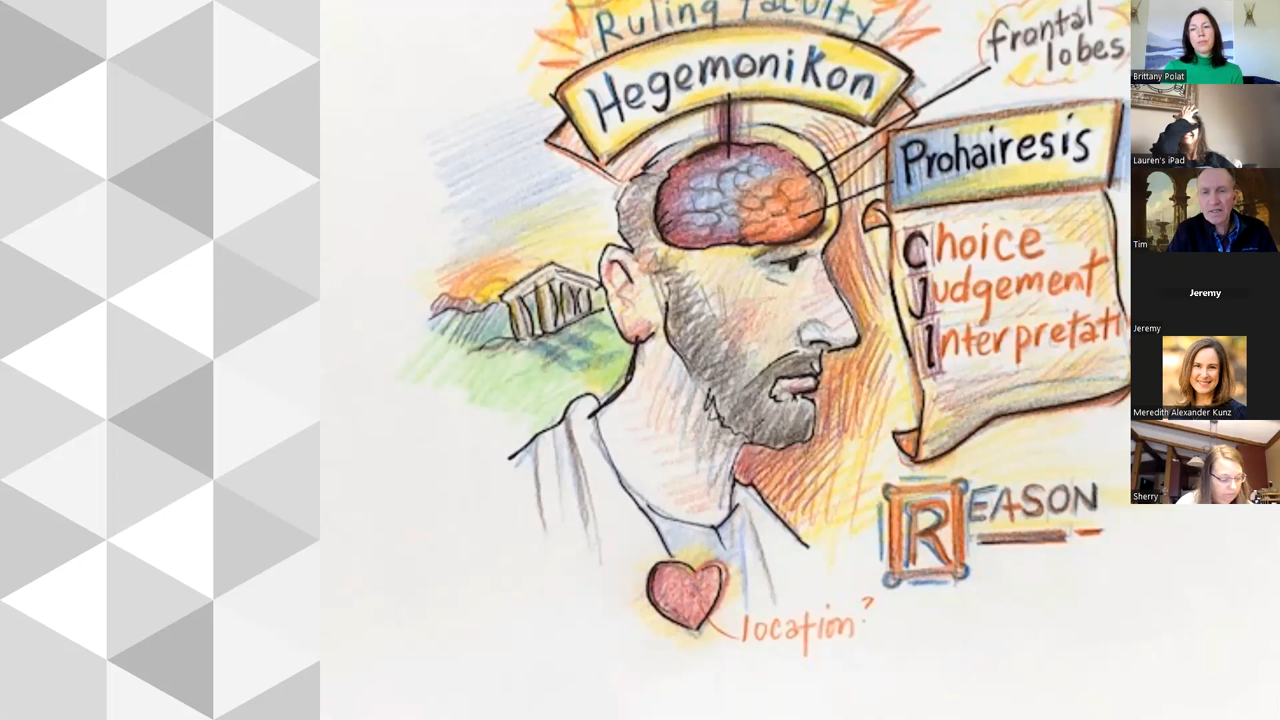 Ruling faculty
Hegemonikon
frontal
lobes
Prohairesis
Choice
Judgement
Interpretati
REASON
location?
Brittany Polat
Lauren's iPad
Tim
Jeremy
Jeremy
Meredith Alexander Kunz
Sherry